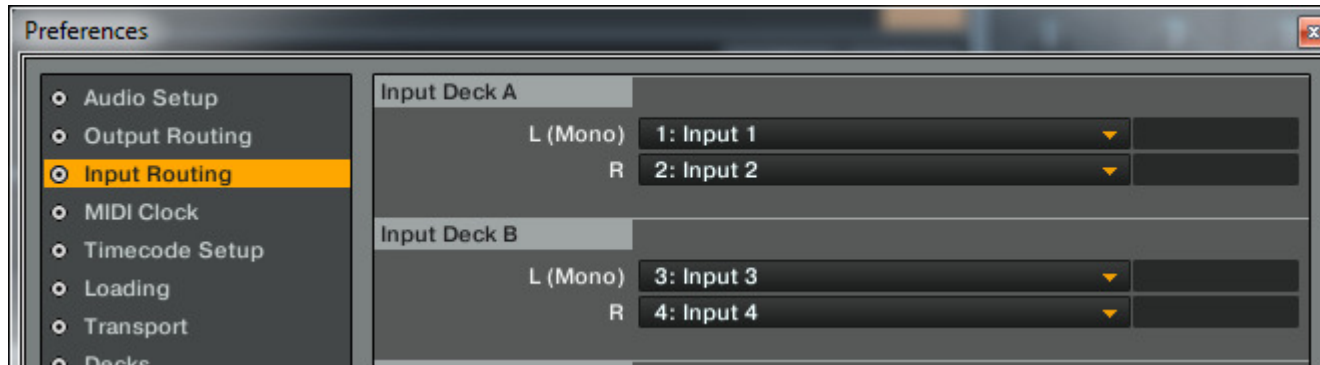 Preferences
Audio Setup
Output Routing
Input Routing
MIDI Clock
Timecode Setup
Loading
Transport
Decks
Input Deck A
L (Mono) 1: Input 1
R 2: Input 2
Input Deck B
L (Mono) 3: Input 3
R 4: Input 4